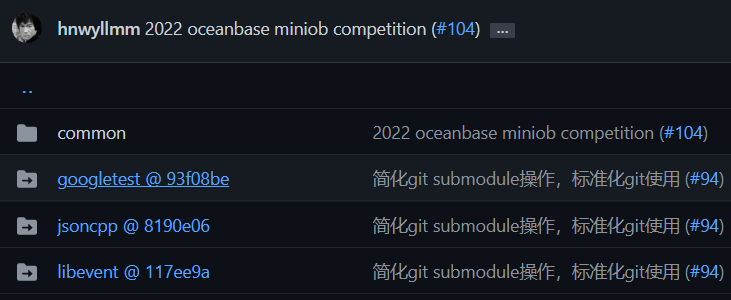 hnwyllmm 2022 oceanbase miniob competition (#104) ...
..
common 2022 oceanbase miniob competition (#104)
googletest @ 93f08be 简化git submodule操作，标准化git使用 (#94)
jsoncpp @ 8190e06 简化git submodule操作，标准化git使用 (#94)
libevent @ 117ee9a 简化git submodule操作，标准化git使用 (#94)